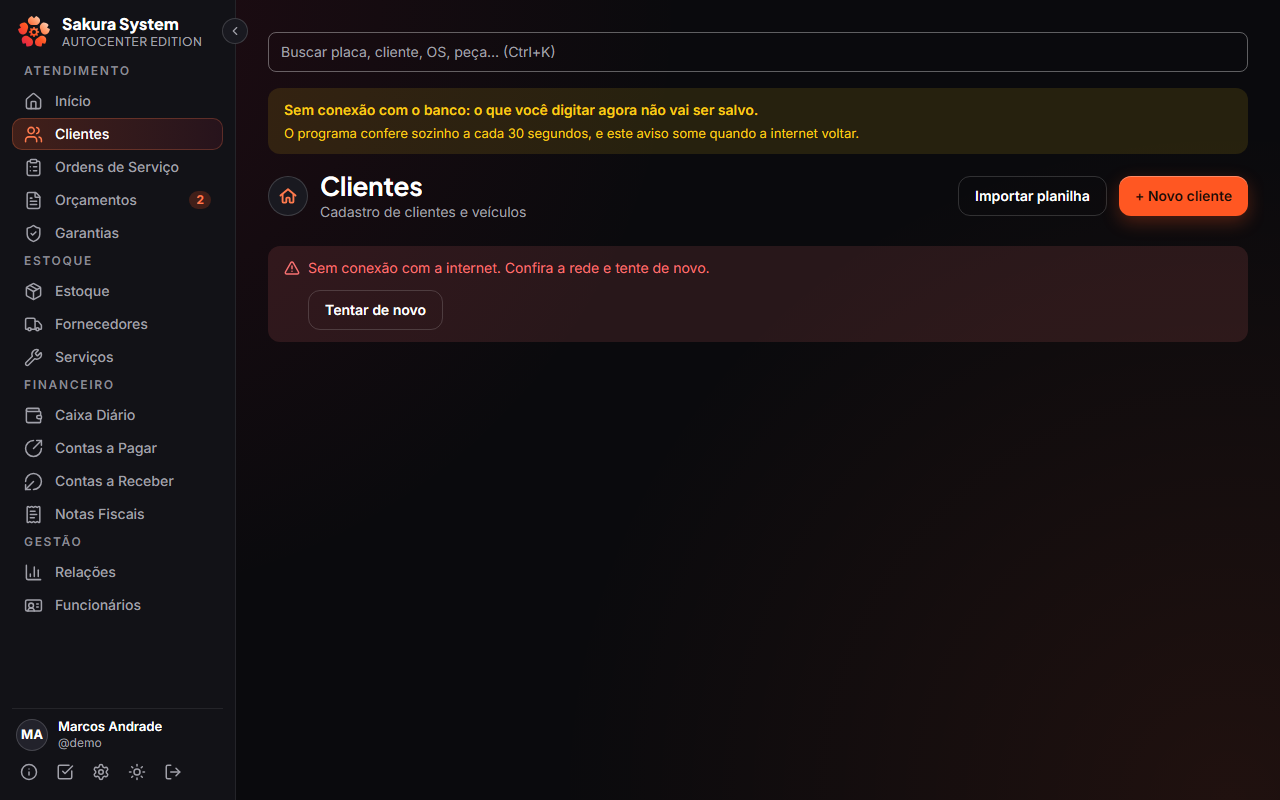 Sakura System
AUTOCENTER EDITION
ATENDIMENTO
Início
Clientes
Ordens de Serviço
Orçamentos 2
Garantias
ESTOQUE
Estoque
Fornecedores
Serviços
FINANCEIRO
Caixa Diário
Contas a Pagar
Contas a Receber
Notas Fiscais
GESTÃO
Relações
Funcionários
MA
Marcos Andrade
@demo
Buscar placa, cliente, OS, peça... (Ctrl+K)
Sem conexão com o banco: o que você digitar agora não vai ser salvo.
O programa confere sozinho a cada 30 segundos, e este aviso some quando a internet voltar.
Clientes
Cadastro de clientes e veículos
Importar planilha
+ Novo cliente
Sem conexão com a internet. Confira a rede e tente de novo.
Tentar de novo